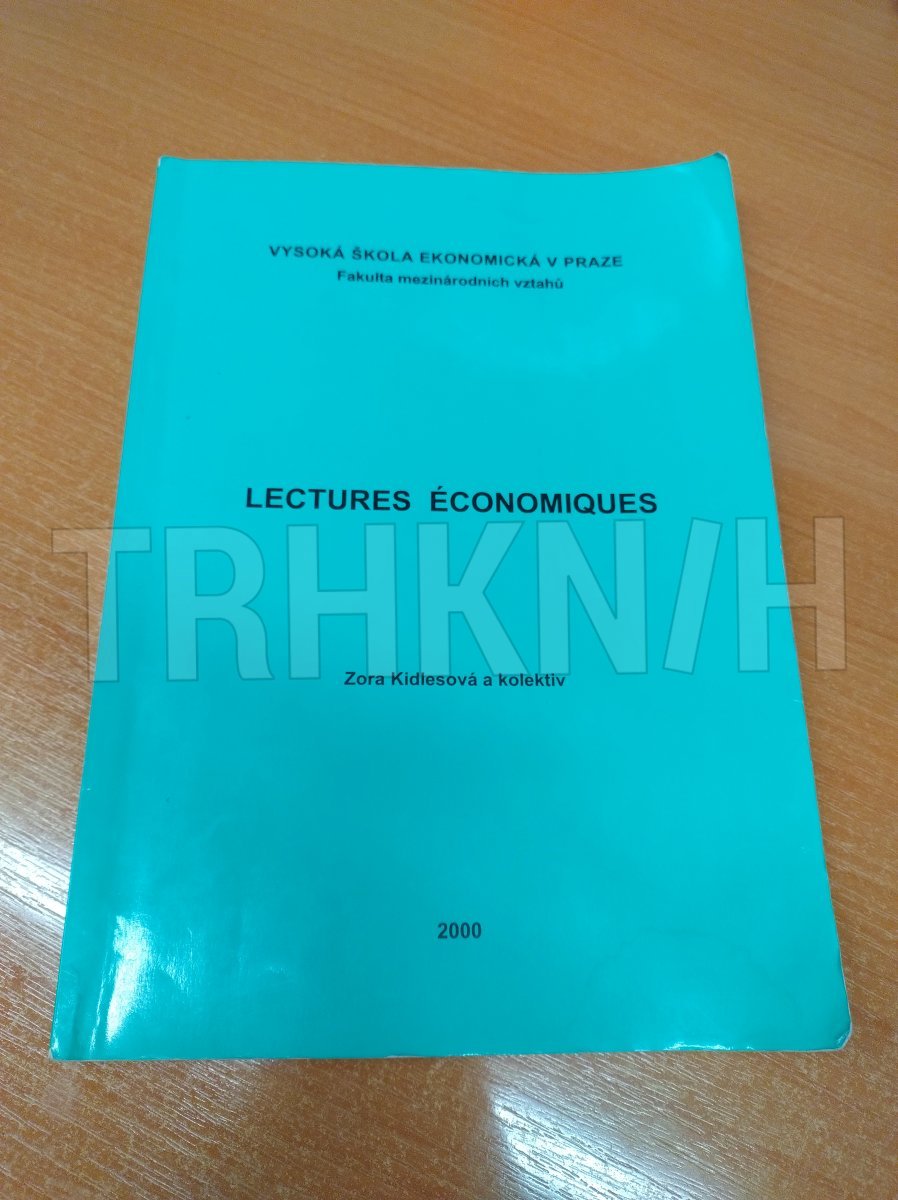 VYSOKÁ ŠKOLA EKONOMICKÁ V PRAZE
Fakulta mezinárodních vztahů
LECTURES ÉCONOMIQUES
TRHKNIH
Zora Kidlesová a kolektiv
2000